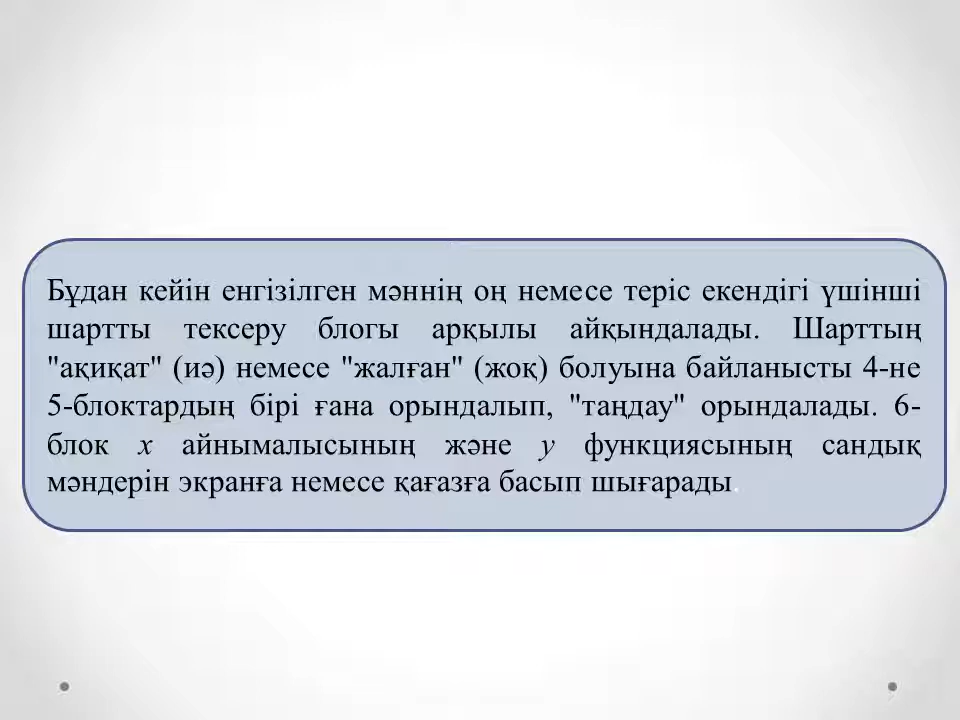 Бұдан кейін енгізілген мәннің оң немесе теріс екендігі үшінші
шартты тексеру блогы арқылы айқындалады. Шарттың
"ақиқат" (иә) немесе "жалған" (жоқ) болуына байланысты 4-не
5-блоктардың бірі ғана орындалып, "таңдау" орындалады. 6-
блок x айнымалысының және y функциясының сандық
мәндерін экранға немесе қағазға басып шығарады.